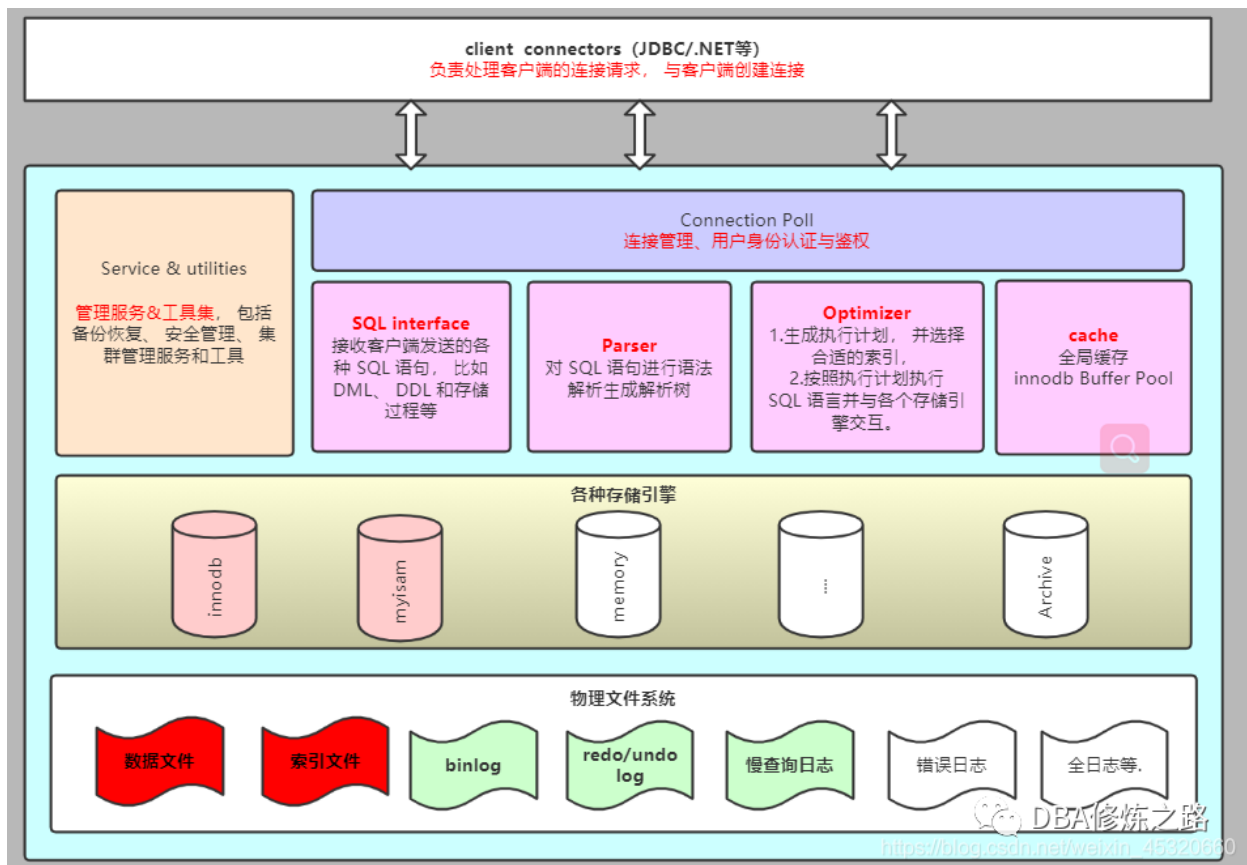 client connectors (JDBC/.NET等)
负责处理客户端的连接请求， 与客户端创建连接
Connection Poll
连接管理、用户身份认证与鉴权
Service & utilities
管理服务&工具集， 包括
备份恢复、 安全管理、 集
群管理服务和工具
SQL interface
接收客户端发送的各
种 SQL 语句， 比如
DML、 DDL 和存储
过程等
Parser
对 SQL 语句进行语法
解析生成解析树
Optimizer
1.生成执行计划， 并选择
合适的索引，
2.按照执行计划执行
SQL 语言并与各个存储引
擎交互。
cache
全局缓存
innodb Buffer Pool
各种存储引擎
innodb
myisam
memory
...
Archive
物理文件系统
数据文件
索引文件
binlog
redo/undo
log
慢查询日志
错误日志
全日志等.
DBA修炼之路
https://blog.csdn.net/weixin_45320660